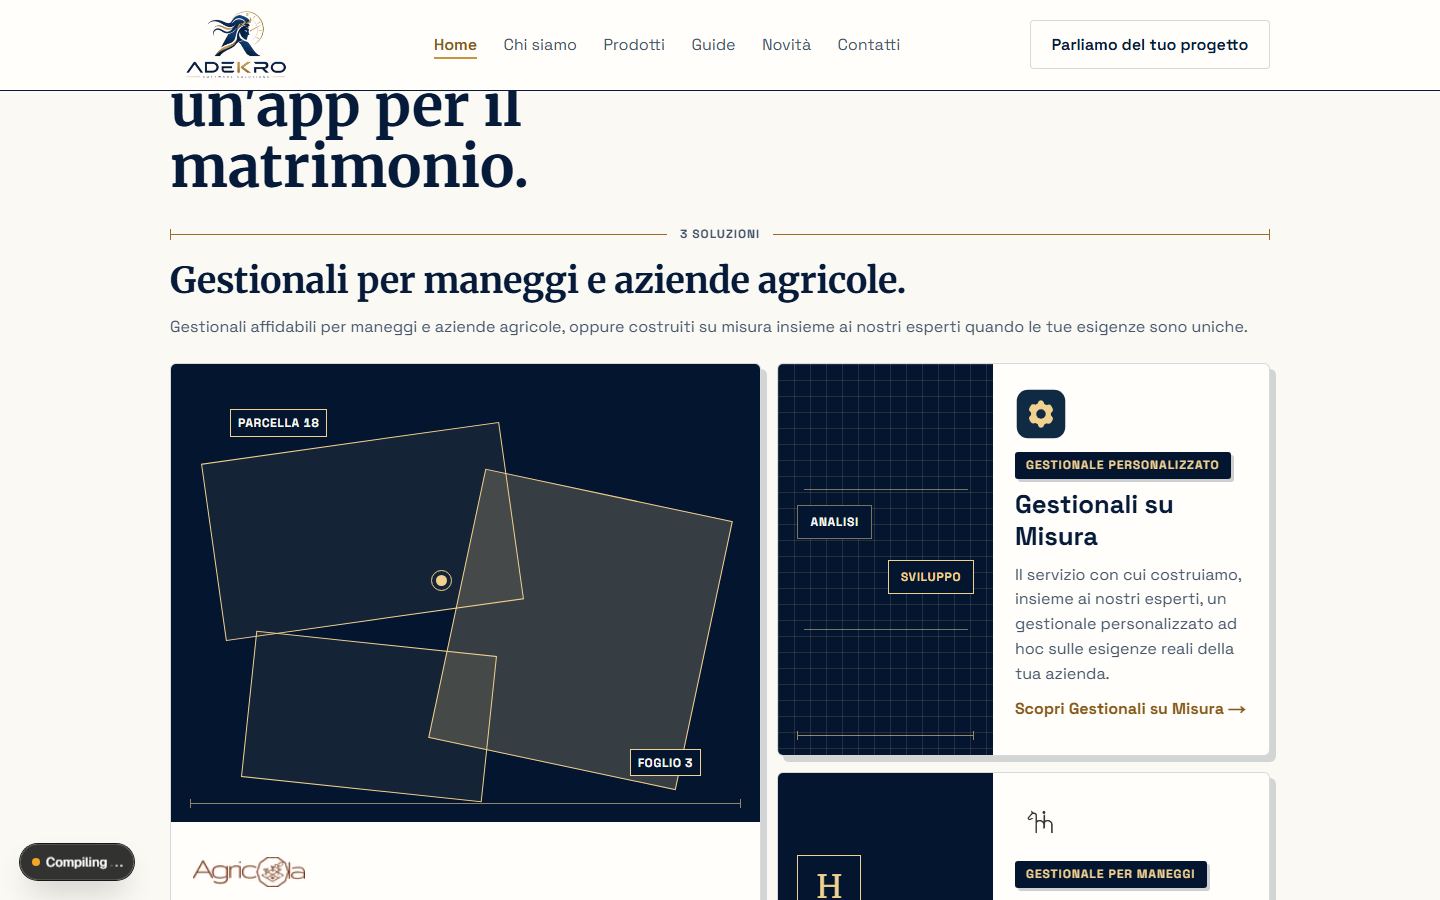 ADEKRO
SOFTWARE SOLUTIONS
Home
Chi siamo
Prodotti
Guide
Novità
Contatti
Parliamo del tuo progetto
un'app per il
matrimonio.
3 SOLUZIONI
Gestionali per maneggi e aziende agricole.
Gestionali affidabili per maneggi e aziende agricole, oppure costruiti su misura insieme ai nostri esperti quando le tue esigenze sono uniche.
PARCELLA 18
FOGLIO 3
Agricola
ANALISI
SVILUPPO
GESTIONALE PERSONALIZZATO
Gestionali su
Misura
Il servizio con cui costruiamo,
insieme ai nostri esperti, un
gestionale personalizzato ad
hoc sulle esigenze reali della
tua azienda.
Scopri Gestionali su Misura →
H
GESTIONALE PER MANEGGI
Compiling ...